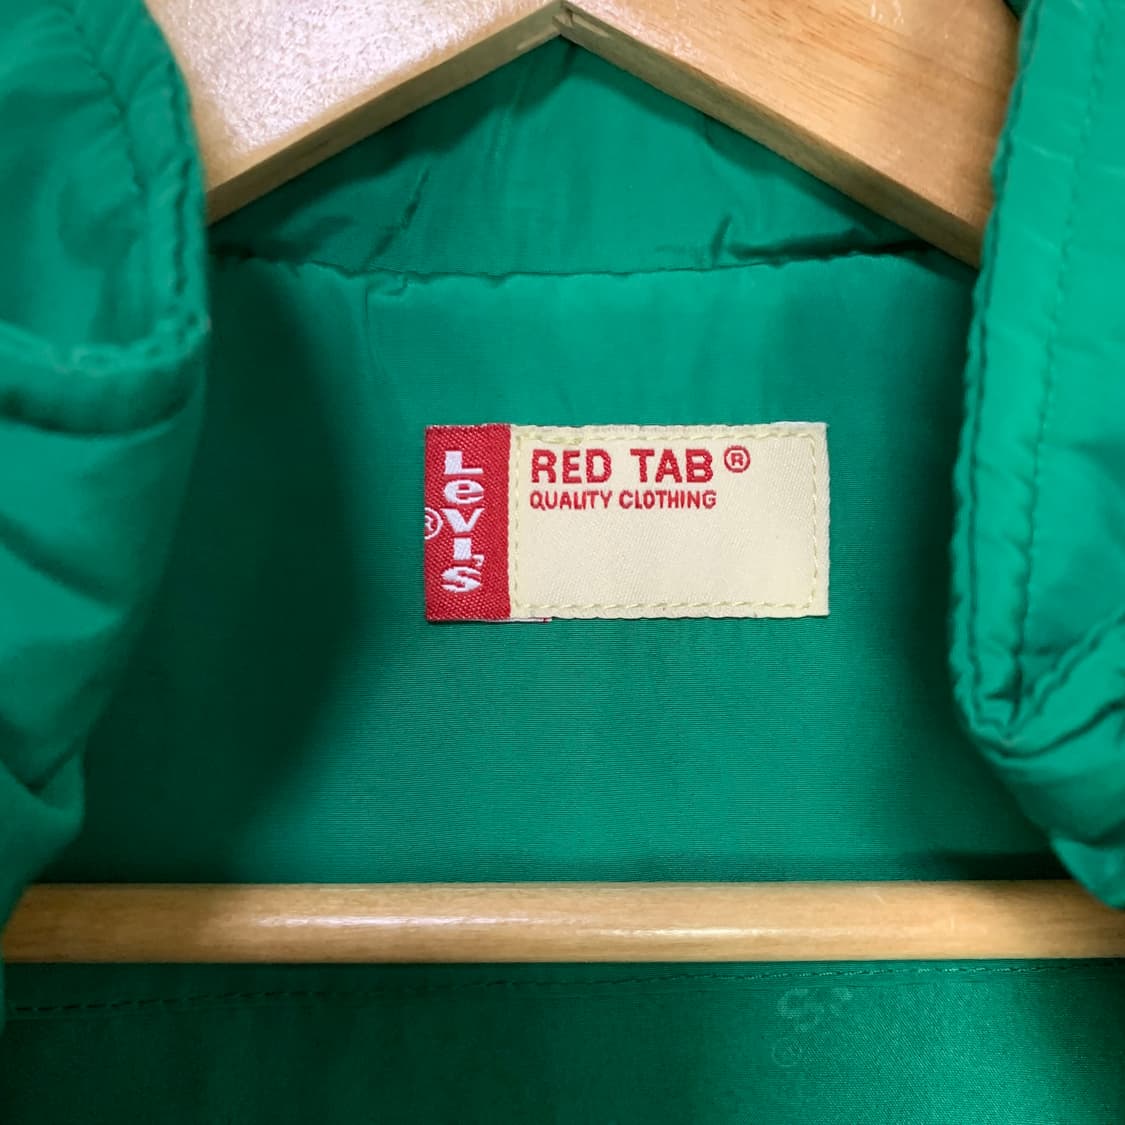 Levi's®
RED TAB®
QUALITY CLOTHING